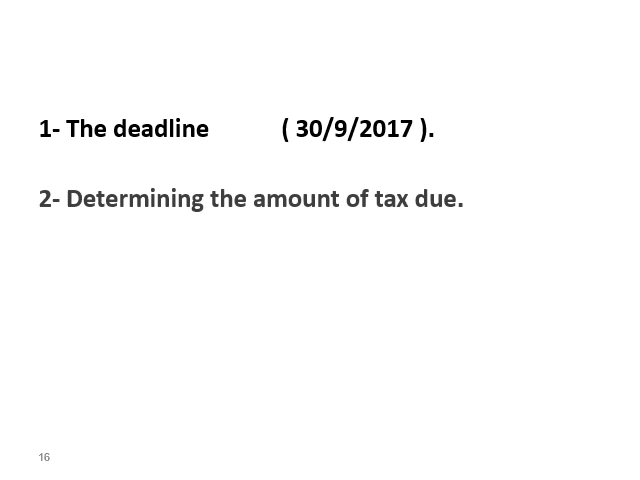 1- The deadline ( 30/9/2017 ).
2- Determining the amount of tax due.
16